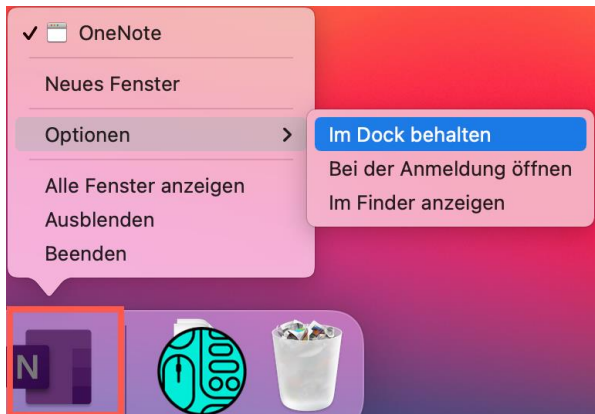 ✓ OneNote
Neues Fenster
Optionen >
Im Dock behalten
Bei der Anmeldung öffnen
Im Finder anzeigen
Alle Fenster anzeigen
Ausblenden
Beenden
N